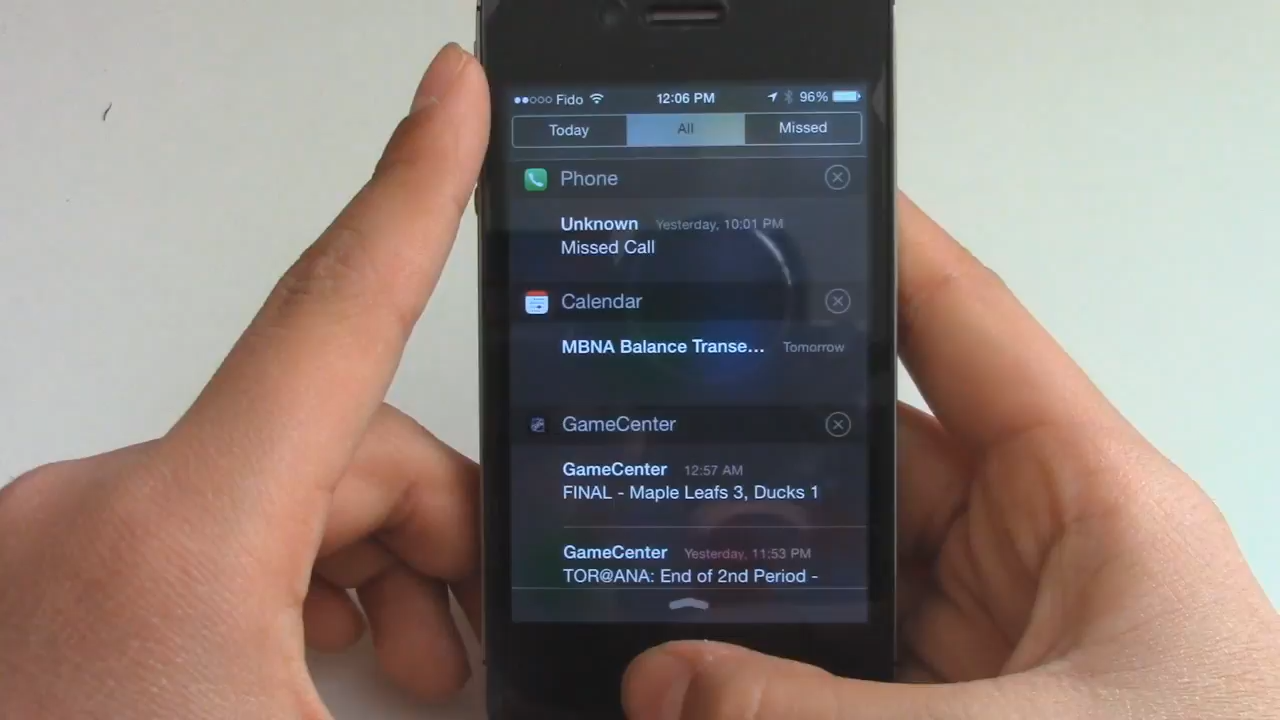 Fido 12:06 PM 96%
Today All Missed
Phone
Unknown Yesterday, 10:01 PM
Missed Call
Calendar
MBNA Balance Transe... Tomorrow
GameCenter
GameCenter 12:57 AM
FINAL - Maple Leafs 3, Ducks 1
GameCenter Yesterday, 11:53 PM
TOR@ANA: End of 2nd Period -